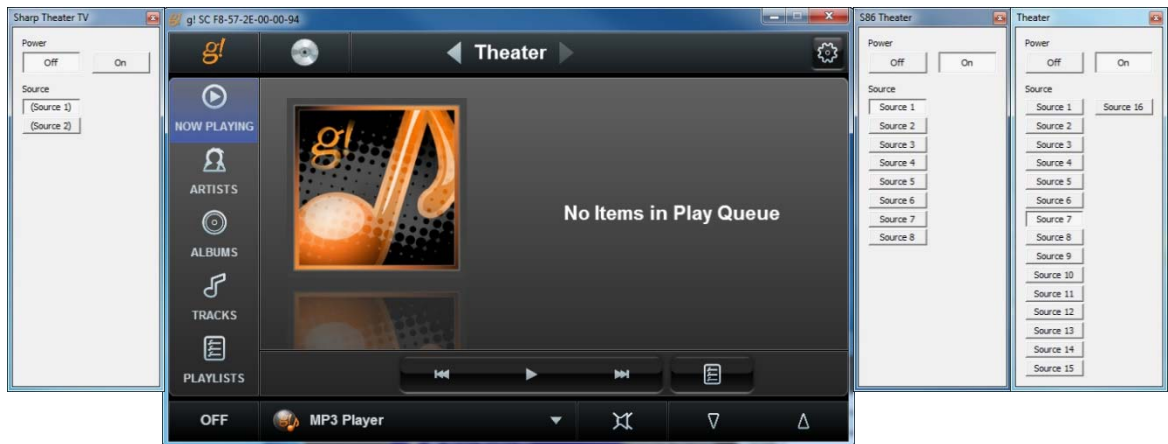 Sharp Theater TV
Power
Off On
Source
(Source 1)
(Source 2)
g! SC F8-57-2E-00-00-94
g!
Theater
NOW PLAYING
ARTISTS
ALBUMS
TRACKS
PLAYLISTS
g!
No Items in Play Queue
OFF
MP3 Player
S86 Theater
Power
Off On
Source
Source 1
Source 2
Source 3
Source 4
Source 5
Source 6
Source 7
Source 8
Theater
Power
Off On
Source
Source 1 Source 16
Source 2
Source 3
Source 4
Source 5
Source 6
Source 7
Source 8
Source 9
Source 10
Source 11
Source 12
Source 13
Source 14
Source 15